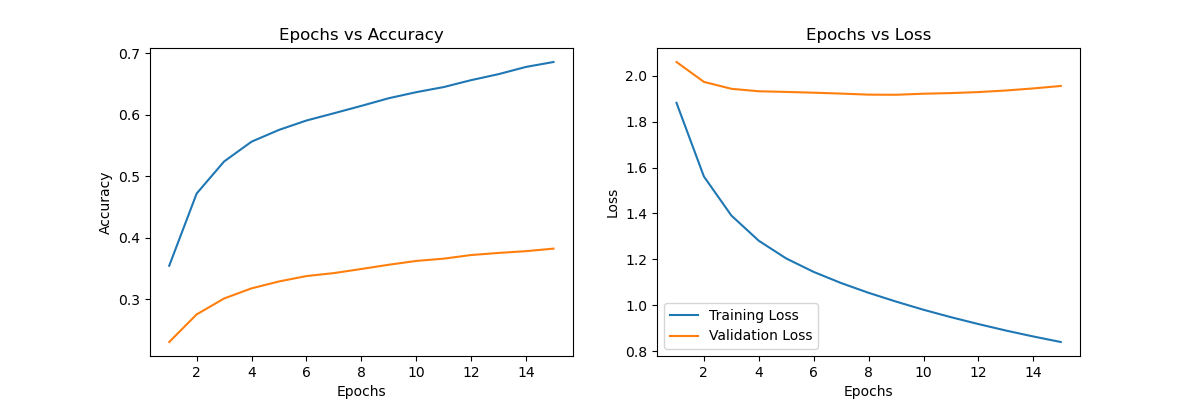 Epochs vs Accuracy
Accuracy
0.7
0.6
0.5
0.4
0.3
2 4 6 8 10 12 14
Epochs
Epochs vs Loss
Loss
2.0
1.8
1.6
1.4
1.2
1.0
0.8
Training Loss
Validation Loss
2 4 6 8 10 12 14
Epochs